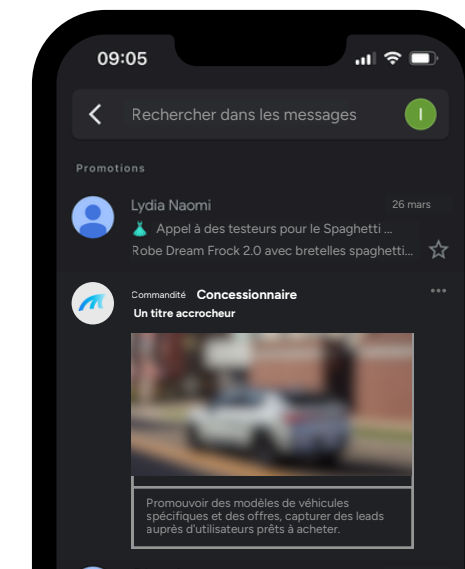 09:05
Rechercher dans les messages
I
Promotions
Lydia Naomi 26 mars
Appel à des testeurs pour le Spaghetti ...
Robe Dream Frock 2.0 avec bretelles spaghetti...
Commandité Concessionnaire
Un titre accrocheur
Promouvoir des modèles de véhicules
spécifiques et des offres, capturer des leads
auprès d'utilisateurs prêts à acheter.